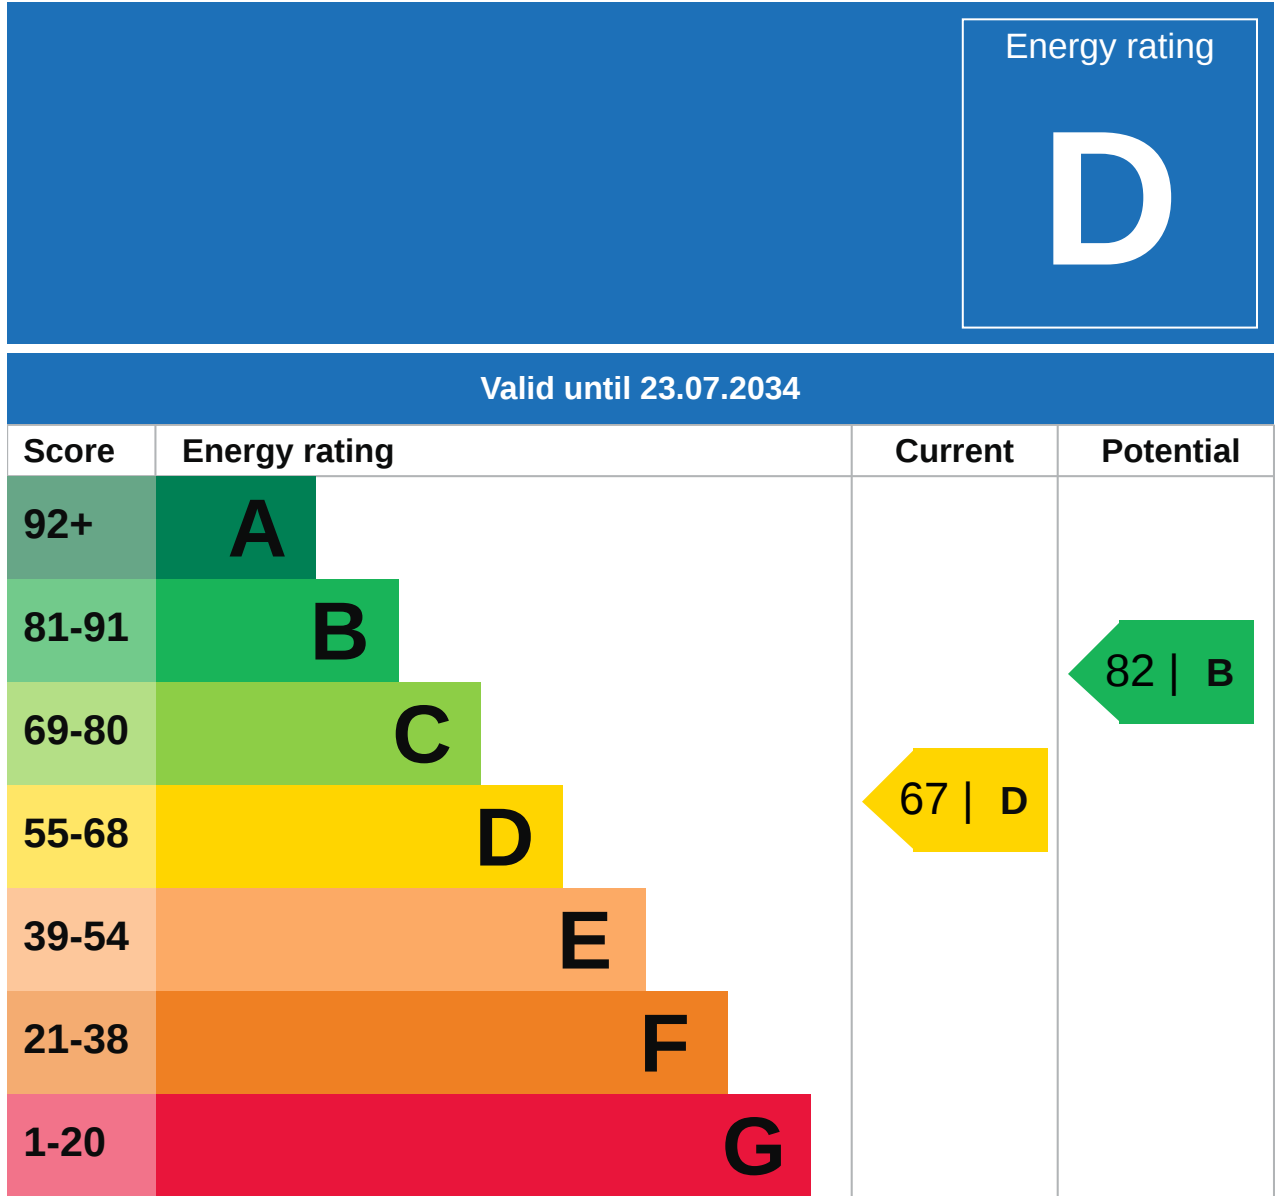 Energy rating
D
Valid until 23.07.2034
Score Energy rating Current Potential
92+ A
81-91 B
82 | B
69-80 C
67 | D
55-68 D
39-54 E
21-38 F
1-20 G